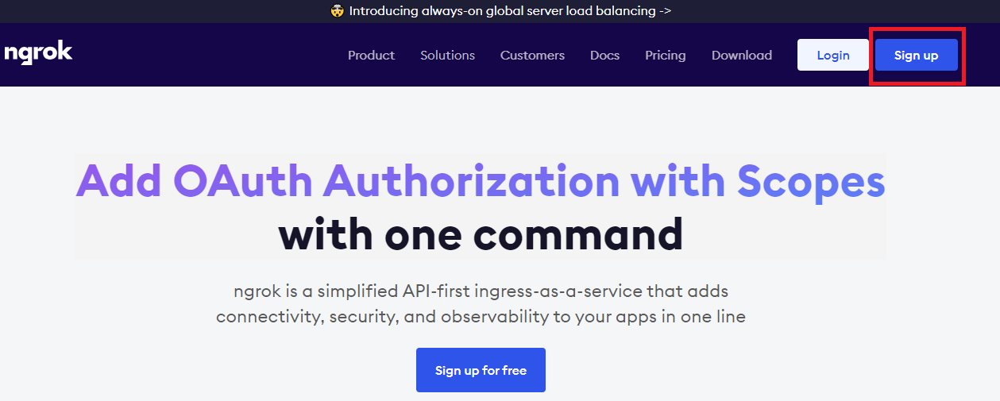 🤯 Introducing always-on global server load balancing ->
ngrok Product Solutions Customers Docs Pricing Download Login Sign up
Add OAuth Authorization with Scopes
with one command
ngrok is a simplified API-first ingress-as-a-service that adds
connectivity, security, and observability to your apps in one line
Sign up for free